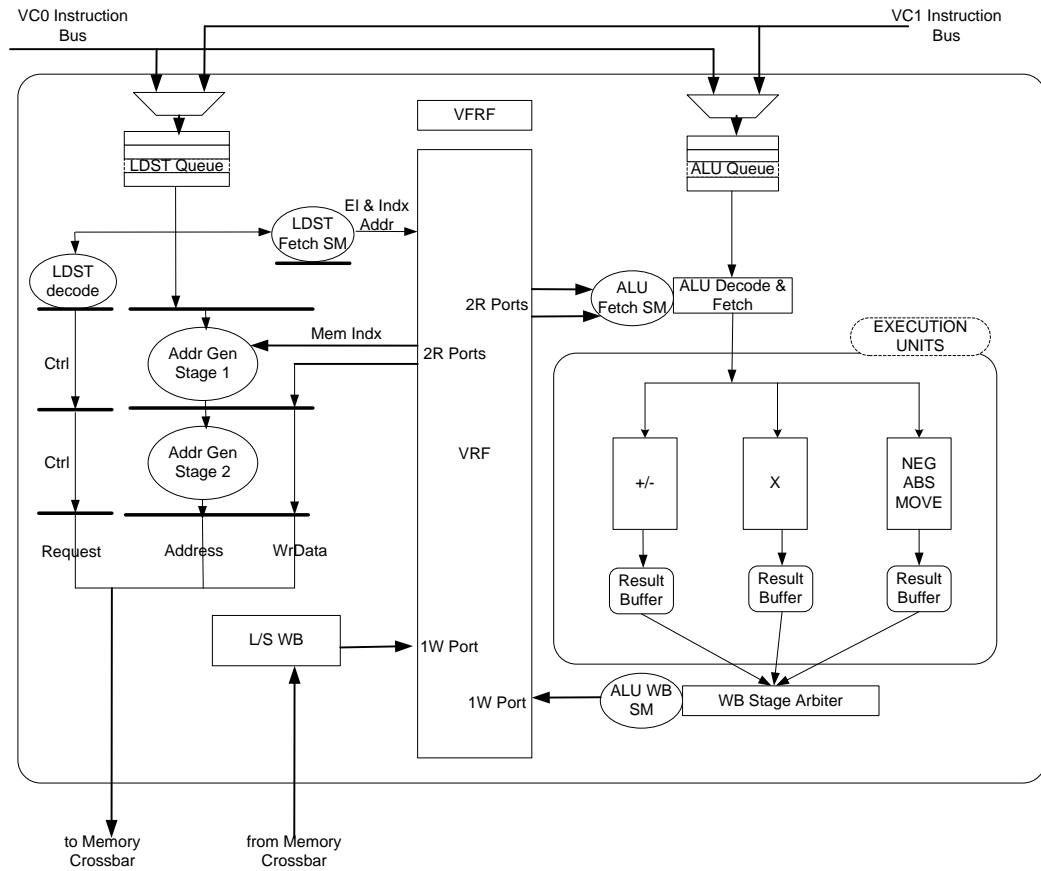 VC0 Instruction
Bus
VC1 Instruction
Bus
VFRF
LDST Queue
ALU Queue
El & Indx
Addr
LDST
Fetch SM
LDST
decode
ALU
Fetch SM
ALU Decode &
Fetch
2R Ports
EXECUTION
UNITS
Mem Indx
2R Ports
Ctrl
Addr Gen
Stage 1
Ctrl
Addr Gen
Stage 2
VRF
+/-
X
NEG
ABS
MOVE
Request
Address
WrData
Result
Buffer
Result
Buffer
Result
Buffer
L/S WB
1W Port
1W Port
ALU WB
SM
WB Stage Arbiter
to Memory
Crossbar
from Memory
Crossbar